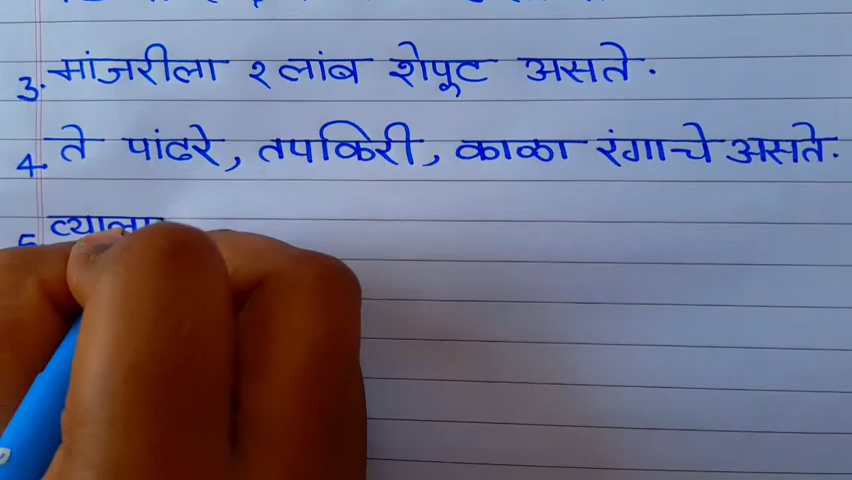 3. मांजरीला १ लांब शेपूट असते.
4 ते पांढरे, तपकिरी, काळा रंगाचे असते.
5 त्याला